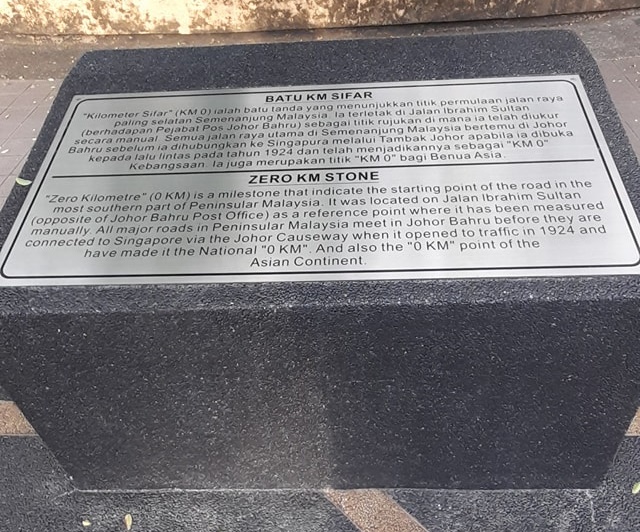 BATU KM SIFAR
"Kilometer Sifar" (KM 0) ialah batu tanda yang menunjukkan titik permulaan jalan raya
paling selatan Semenanjung Malaysia. Ia terletak di Jalan Ibrahim Sultan
(berhadapan Pejabat Pos Johor Bahru) sebagai titik rujukan di mana ia telah diukur
secara manual. Semua jalan raya utama di Semenanjung Malaysia bertemu di Johor
Bahru sebelum ia dihubungkan ke Singapura melalui Tambak Johor apabila ia dibuka
kepada lalu lintas pada tahun 1924 dan telah menjadikannya sebagai "KM 0"
Kebangsaan. Ia juga merupakan titik "KM 0" bagi Benua Asia.
ZERO KM STONE
"Zero Kilometre" (0 KM) is a milestone that indicate the starting point of the road in the
most southern part of Peninsular Malaysia. It was located on Jalan Ibrahim Sultan
(opposite of Johor Bahru Post Office) as a reference point where it has been measured
manually. All major roads in Peninsular Malaysia meet in Johor Bahru before they are
connected to Singapore via the Johor Causeway when it opened to traffic in 1924 and
have made it the National "0 KM". And also the "0 KM" point of the
Asian Continent.